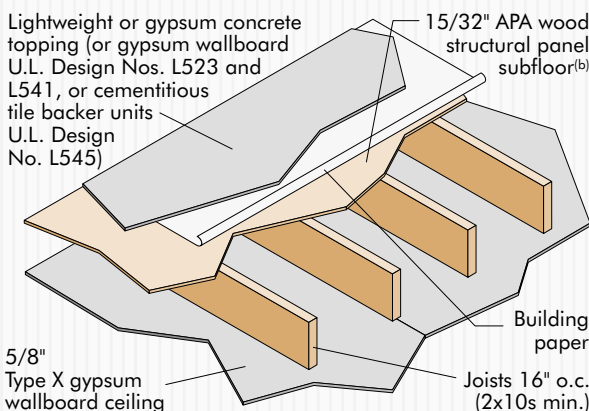 Lightweight or gypsum concrete
topping (or gypsum wallboard
U.L. Design Nos. L523 and
L541, or cementitious
tile backer units
U.L. Design
No. L545)
15/32" APA wood
structural panel
subfloor(b)
Building
paper
5/8"
Type X gypsum
wallboard ceiling
Joists 16" o.c.
(2x10s min.)